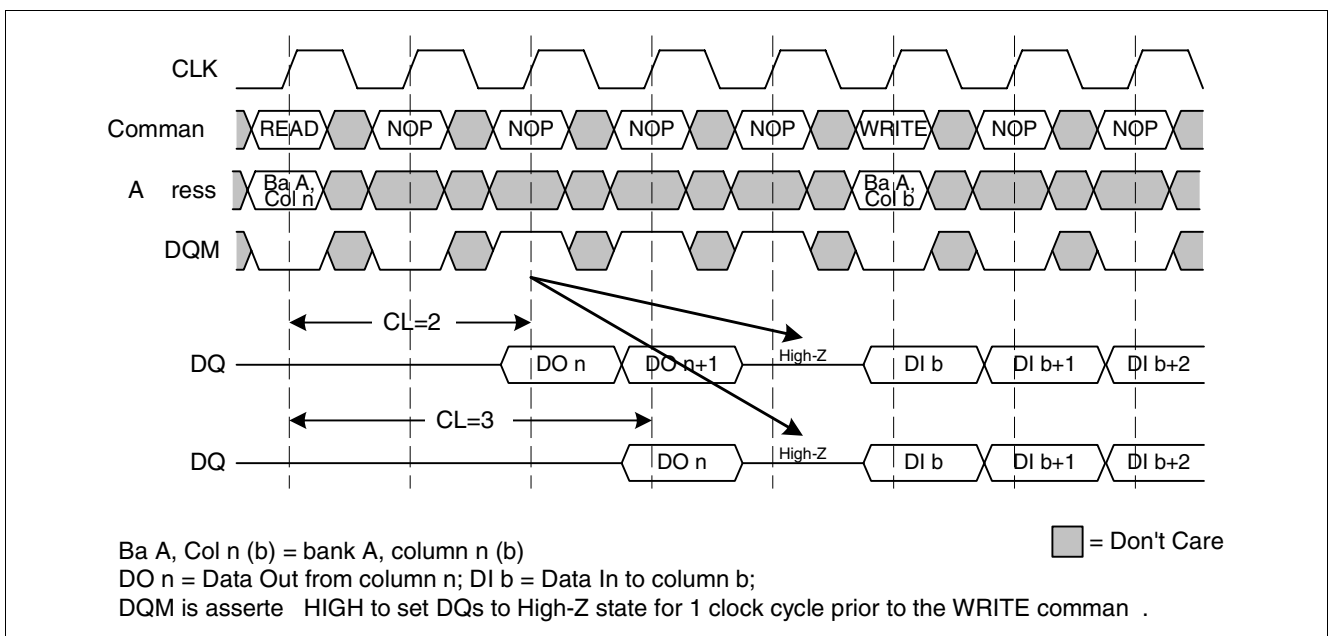 CLK
Comman
READ NOP NOP NOP NOP WRITE NOP NOP
A ress
Ba A, Col n
Ba A, Col b
DQM
CL=2
DQ
DO n DO n+1 High-Z DI b DI b+1 DI b+2
CL=3
DQ
DO n High-Z DI b DI b+1 DI b+2
Ba A, Col n (b) = bank A, column n (b)
= Don't Care
DO n = Data Out from column n; DI b = Data In to column b;
DQM is asserte HIGH to set DQs to High-Z state for 1 clock cycle prior to the WRITE comman .